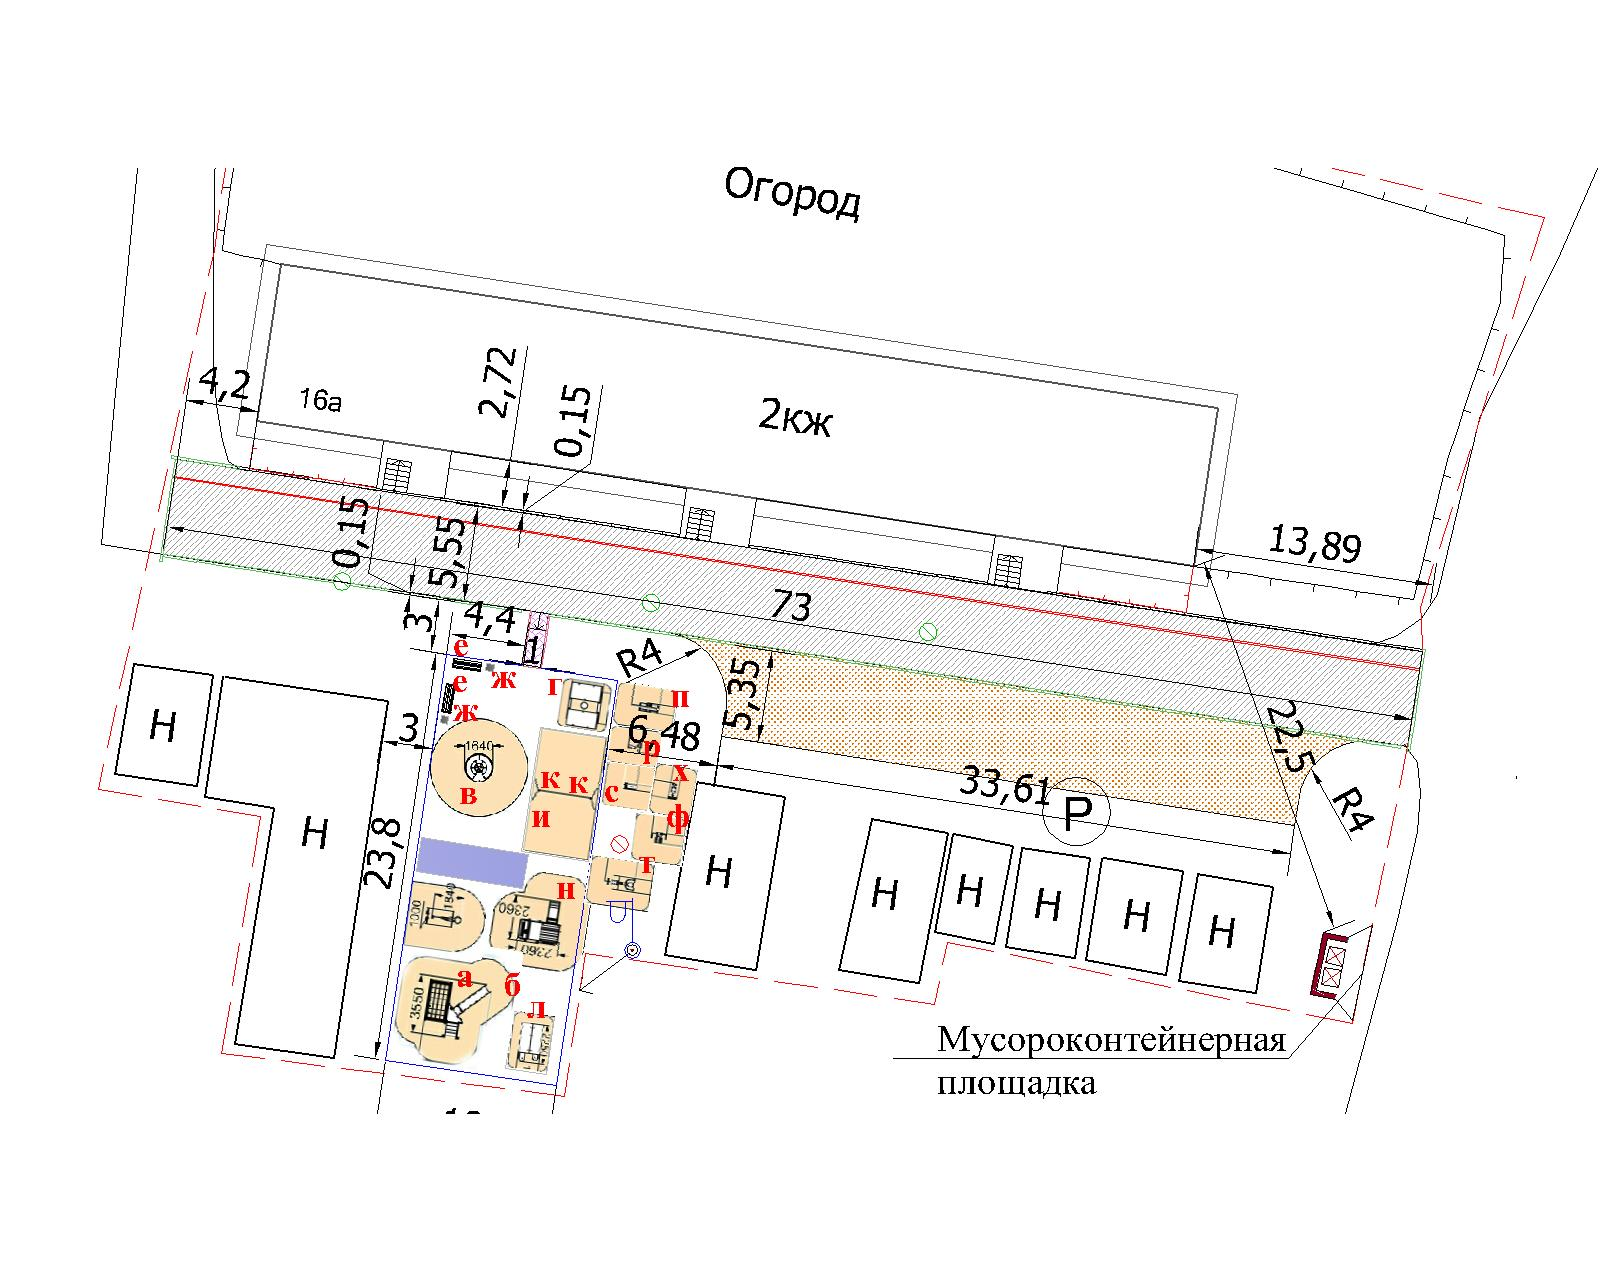 Огород
4,2
16а
2,72
0,15
2кж
13,89
0,15
5,55
3
4,4
1
73
R4
5,35
22,5
е
е
ж
ж
г
п
6,48
р
х
с
ф
т
3
1640
в
к
к
и
33,61
P
R4
Н
Н
Н
Н
Н
Н
Н
Н
23,8
н
1000
1840
2360
2360
а
б
л
3550
Мусороконтейнерная
площадка